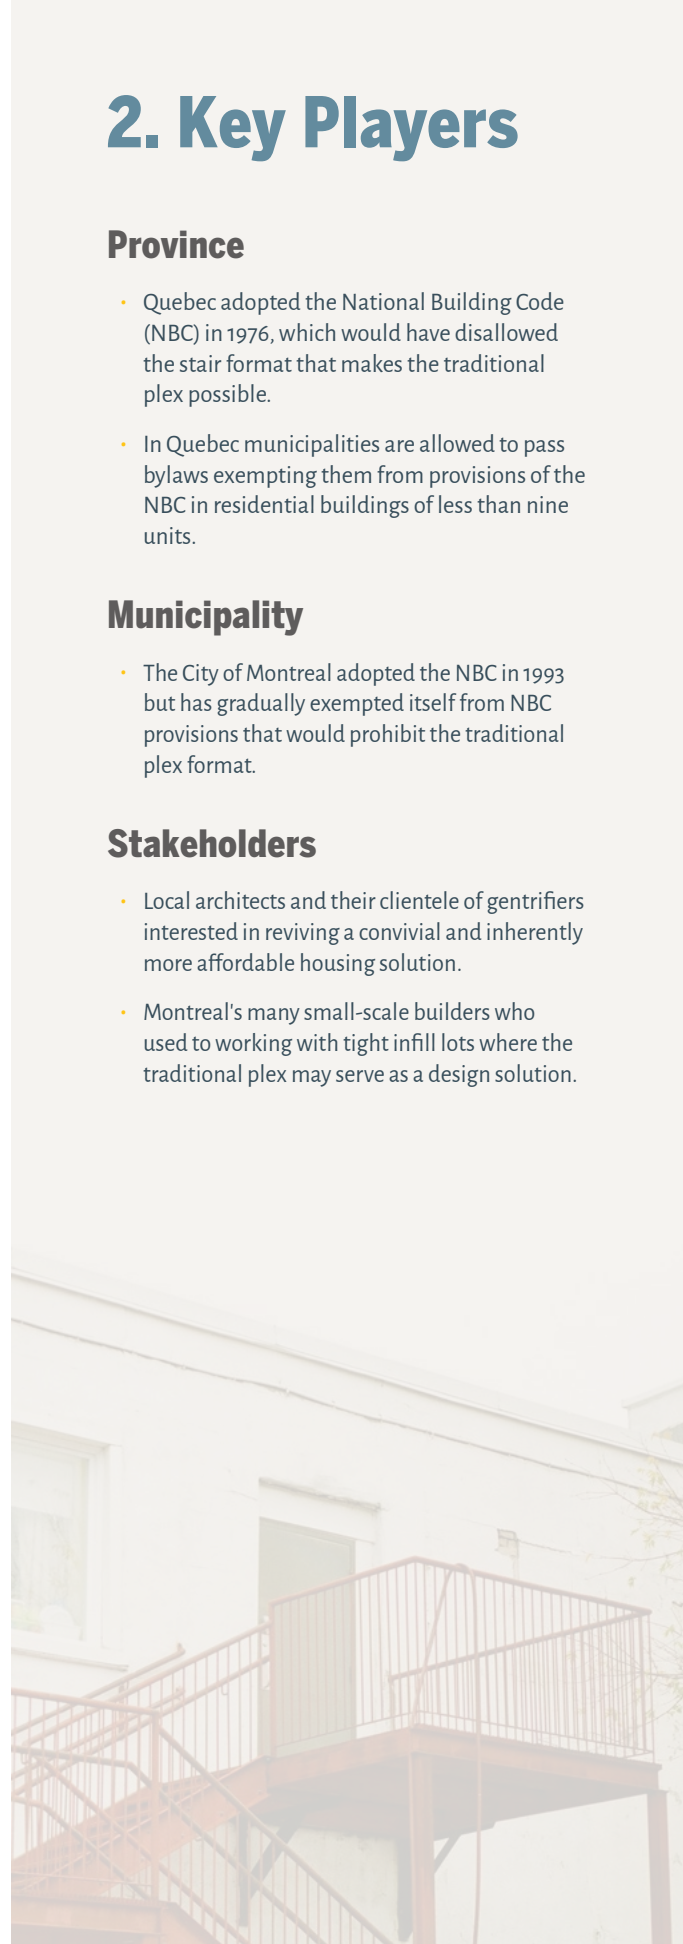 2. Key Players
Province
• Quebec adopted the National Building Code
(NBC) in 1976, which would have disallowed
the stair format that makes the traditional
plex possible.
• In Quebec municipalities are allowed to pass
bylaws exempting them from provisions of the
NBC in residential buildings of less than nine
units.
Municipality
• The City of Montreal adopted the NBC in 1993
but has gradually exempted itself from NBC
provisions that would prohibit the traditional
plex format.
Stakeholders
• Local architects and their clientele of gentrifiers
interested in reviving a convivial and inherently
more affordable housing solution.
• Montreal's many small-scale builders who
used to working with tight infill lots where the
traditional plex may serve as a design solution.